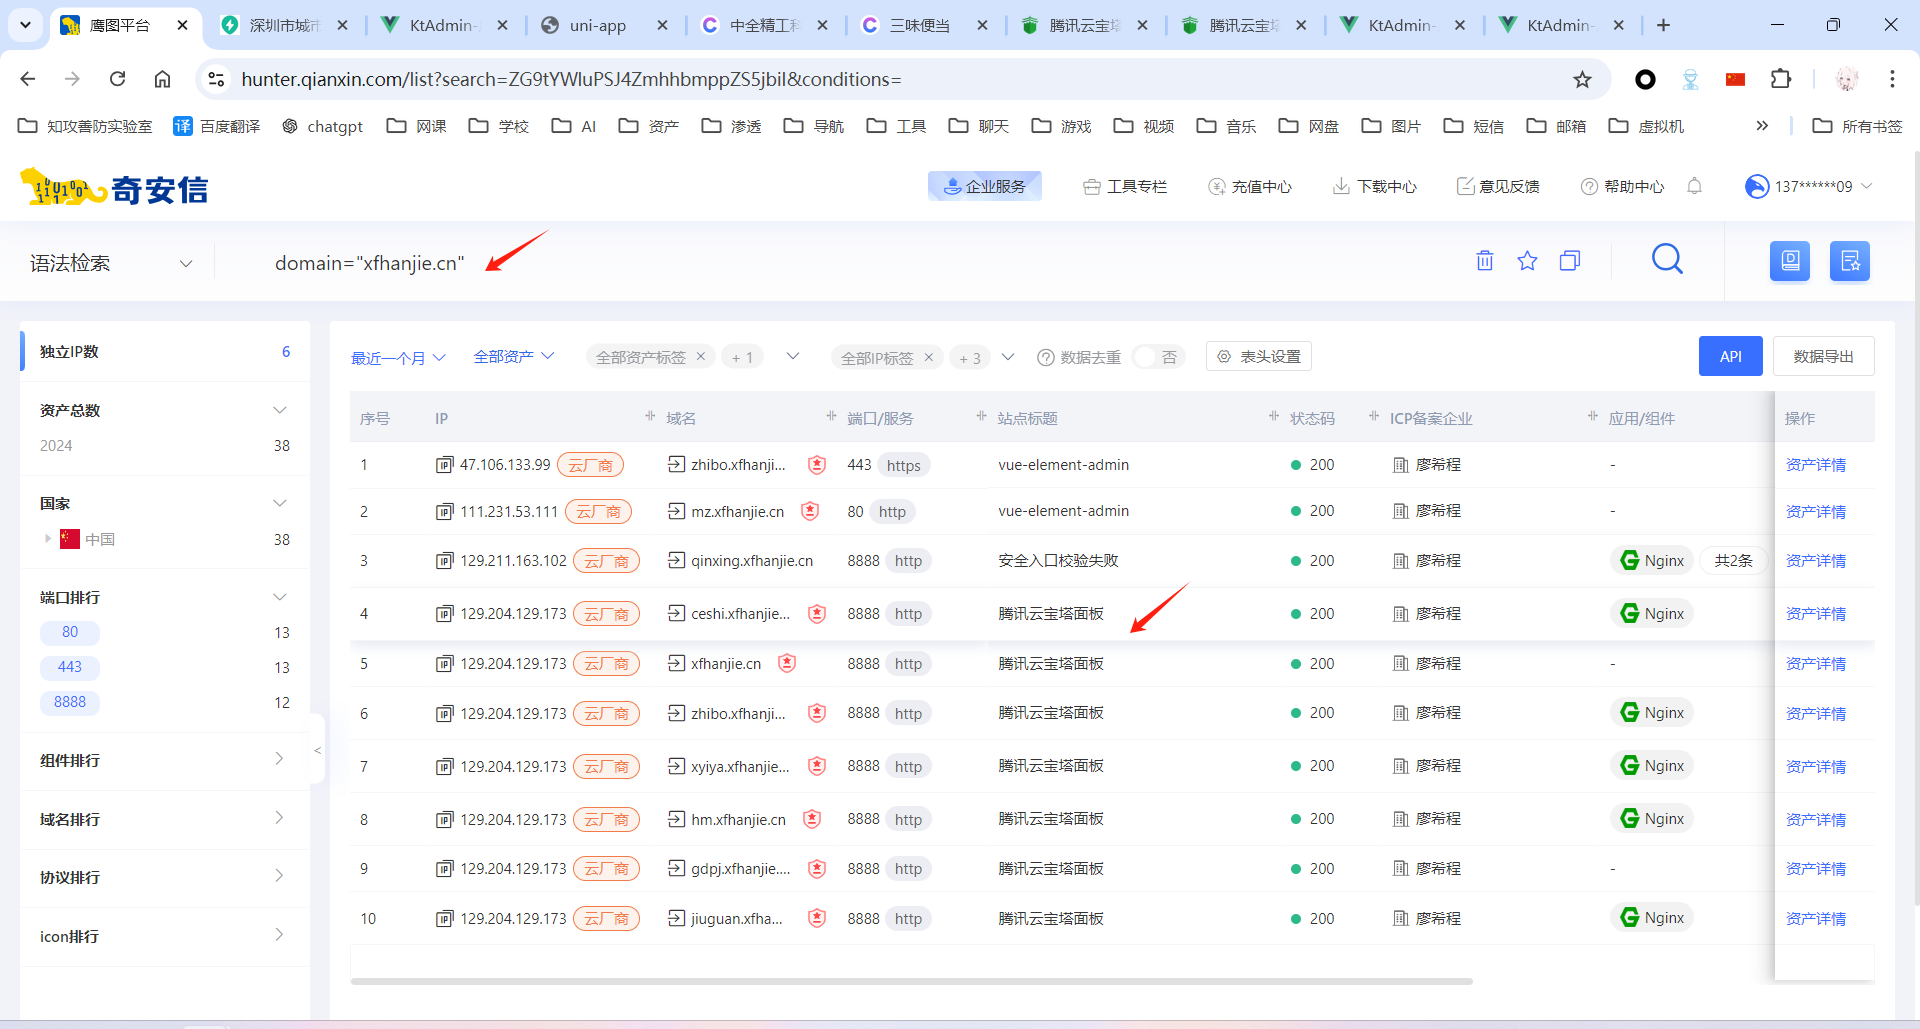 鹰图平台
深圳市城市
KtAdmin-
uni-app
中全精工科
三味便当
腾讯云宝塔
腾讯云宝塔
KtAdmin-
KtAdmin-
hunter.qianxin.com/list?search=ZG9tYWluPSJ4ZmhhbmppZS5jbiI&conditions=
知攻善防实验室
译 百度翻译
chatgpt
网课
学校
AI
资产
渗透
导航
工具
聊天
游戏
视频
音乐
网盘
图片
短信
邮箱
虚拟机
所有书签
奇安信
企业服务
工具专栏
充值中心
下载中心
意见反馈
帮助中心
137******09
语法检索
domain="xfhanjie.cn"
独立IP数 6
资产总数
2024 38
国家
中国 38
端口排行
80 13
443 13
8888 12
组件排行
域名排行
协议排行
icon排行
最近一个月
全部资产
全部资产标签 × + 1
全部IP标签 × + 3
数据去重 否
表头设置
API
数据导出
序号 IP 域名 端口/服务 站点标题 状态码 ICP备案企业 应用/组件 操作
1 IP 47.106.133.99 云厂商 zhibo.xfhanji... 443 https vue-element-admin 200 廖希程 - 资产详情
2 IP 111.231.53.111 云厂商 mz.xfhanjie.cn 80 http vue-element-admin 200 廖希程 - 资产详情
3 IP 129.211.163.102 云厂商 qinxing.xfhanjie.cn 8888 http 安全入口校验失败 200 廖希程 Nginx 共2条 资产详情
4 IP 129.204.129.173 云厂商 ceshi.xfhanjie... 8888 http 腾讯云宝塔面板 200 廖希程 Nginx 资产详情
5 IP 129.204.129.173 云厂商 xfhanjie.cn 8888 http 腾讯云宝塔面板 200 廖希程 - 资产详情
6 IP 129.204.129.173 云厂商 zhibo.xfhanji... 8888 http 腾讯云宝塔面板 200 廖希程 Nginx 资产详情
7 IP 129.204.129.173 云厂商 xyiya.xfhanjie... 8888 http 腾讯云宝塔面板 200 廖希程 Nginx 资产详情
8 IP 129.204.129.173 云厂商 hm.xfhanjie.cn 8888 http 腾讯云宝塔面板 200 廖希程 Nginx 资产详情
9 IP 129.204.129.173 云厂商 gdpj.xfhanjie.... 8888 http 腾讯云宝塔面板 200 廖希程 - 资产详情
10 IP 129.204.129.173 云厂商 jiuguan.xfha... 8888 http 腾讯云宝塔面板 200 廖希程 Nginx 资产详情